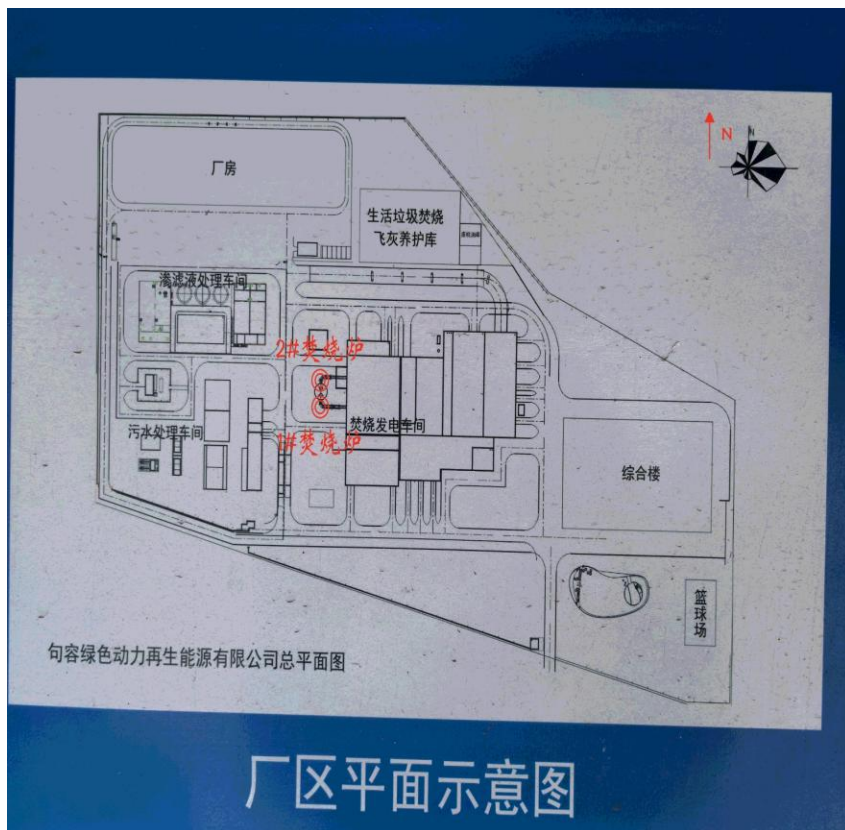 N
N
厂房
生活垃圾焚烧
飞灰养护库
渗滤液处理车间
2#焚烧炉
焚烧发电车间
污水处理车间
1#焚烧炉
综合楼
篮球场
句容绿色动力再生能源有限公司总平面图
厂区平面示意图